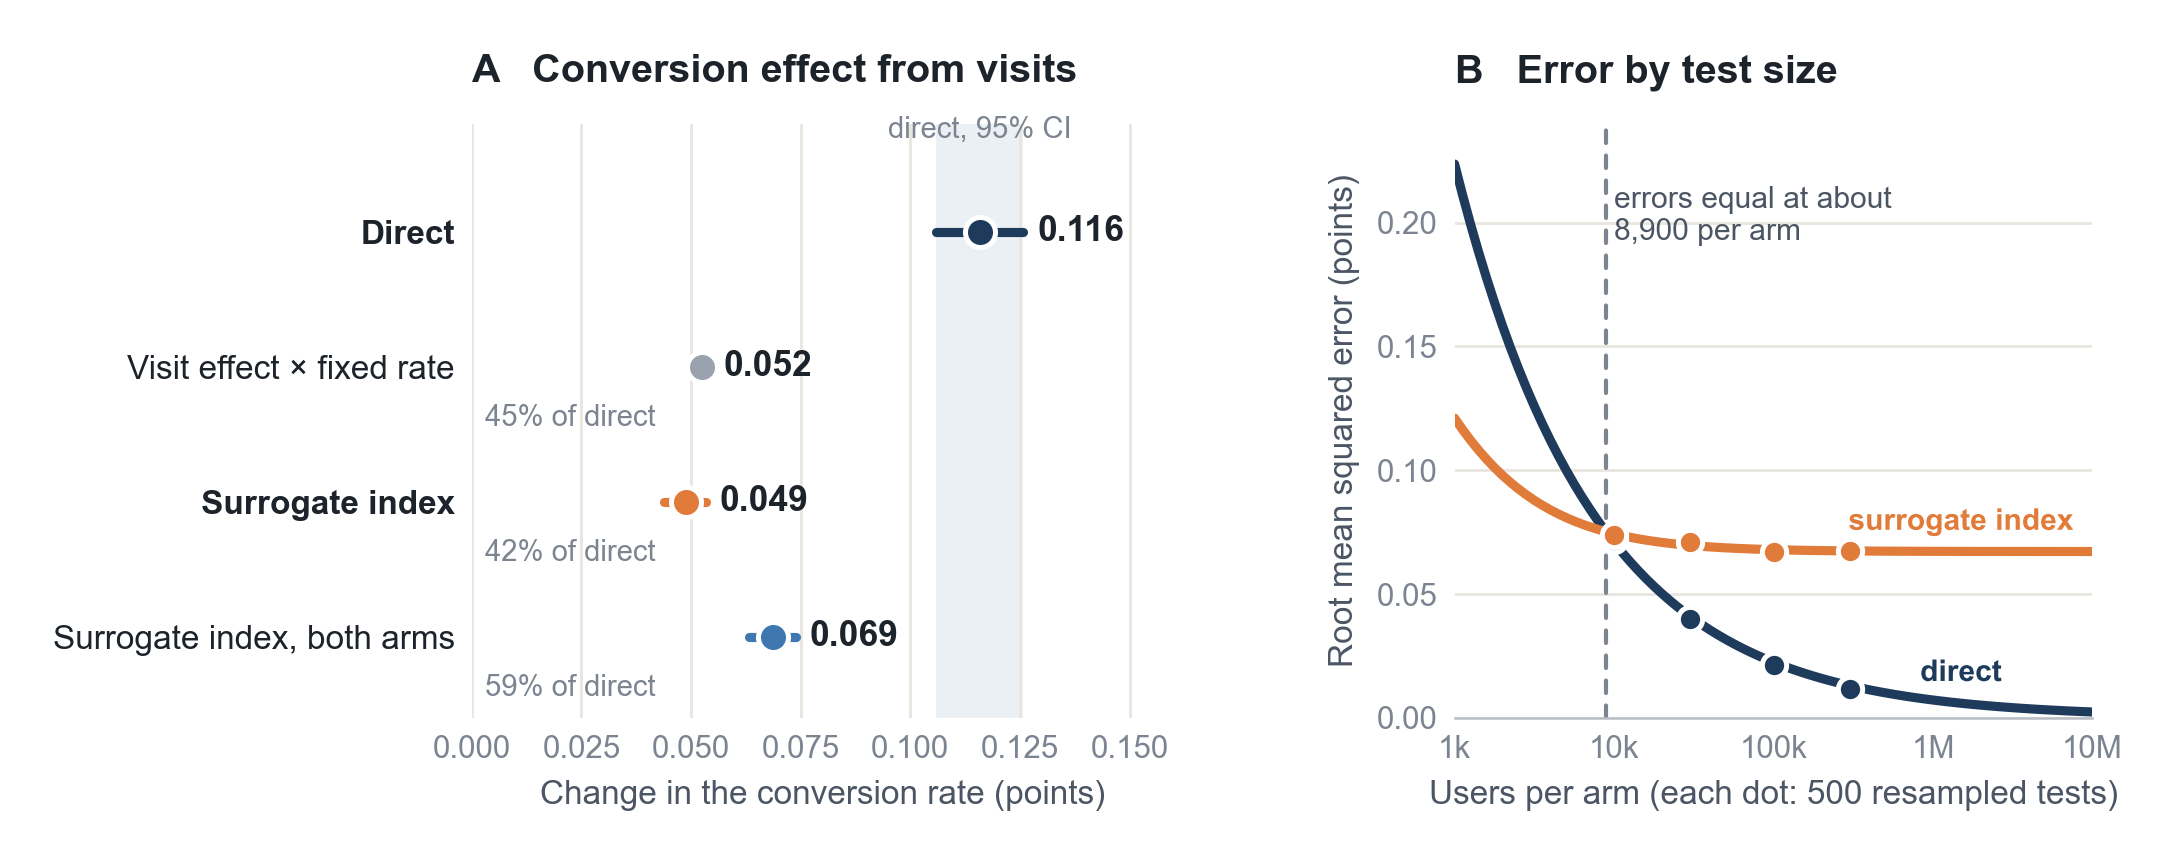 A Conversion effect from visits
direct, 95% CI
Direct
0.116
Visit effect × fixed rate
0.052
45% of direct
Surrogate index
0.049
42% of direct
Surrogate index, both arms
0.069
59% of direct
0.000 0.025 0.050 0.075 0.100 0.125 0.150
Change in the conversion rate (points)
B Error by test size
Root mean squared error (points)
errors equal at about
8,900 per arm
0.20
0.15
0.10
0.05
0.00
surrogate index
direct
1k 10k 100k 1M 10M
Users per arm (each dot: 500 resampled tests)